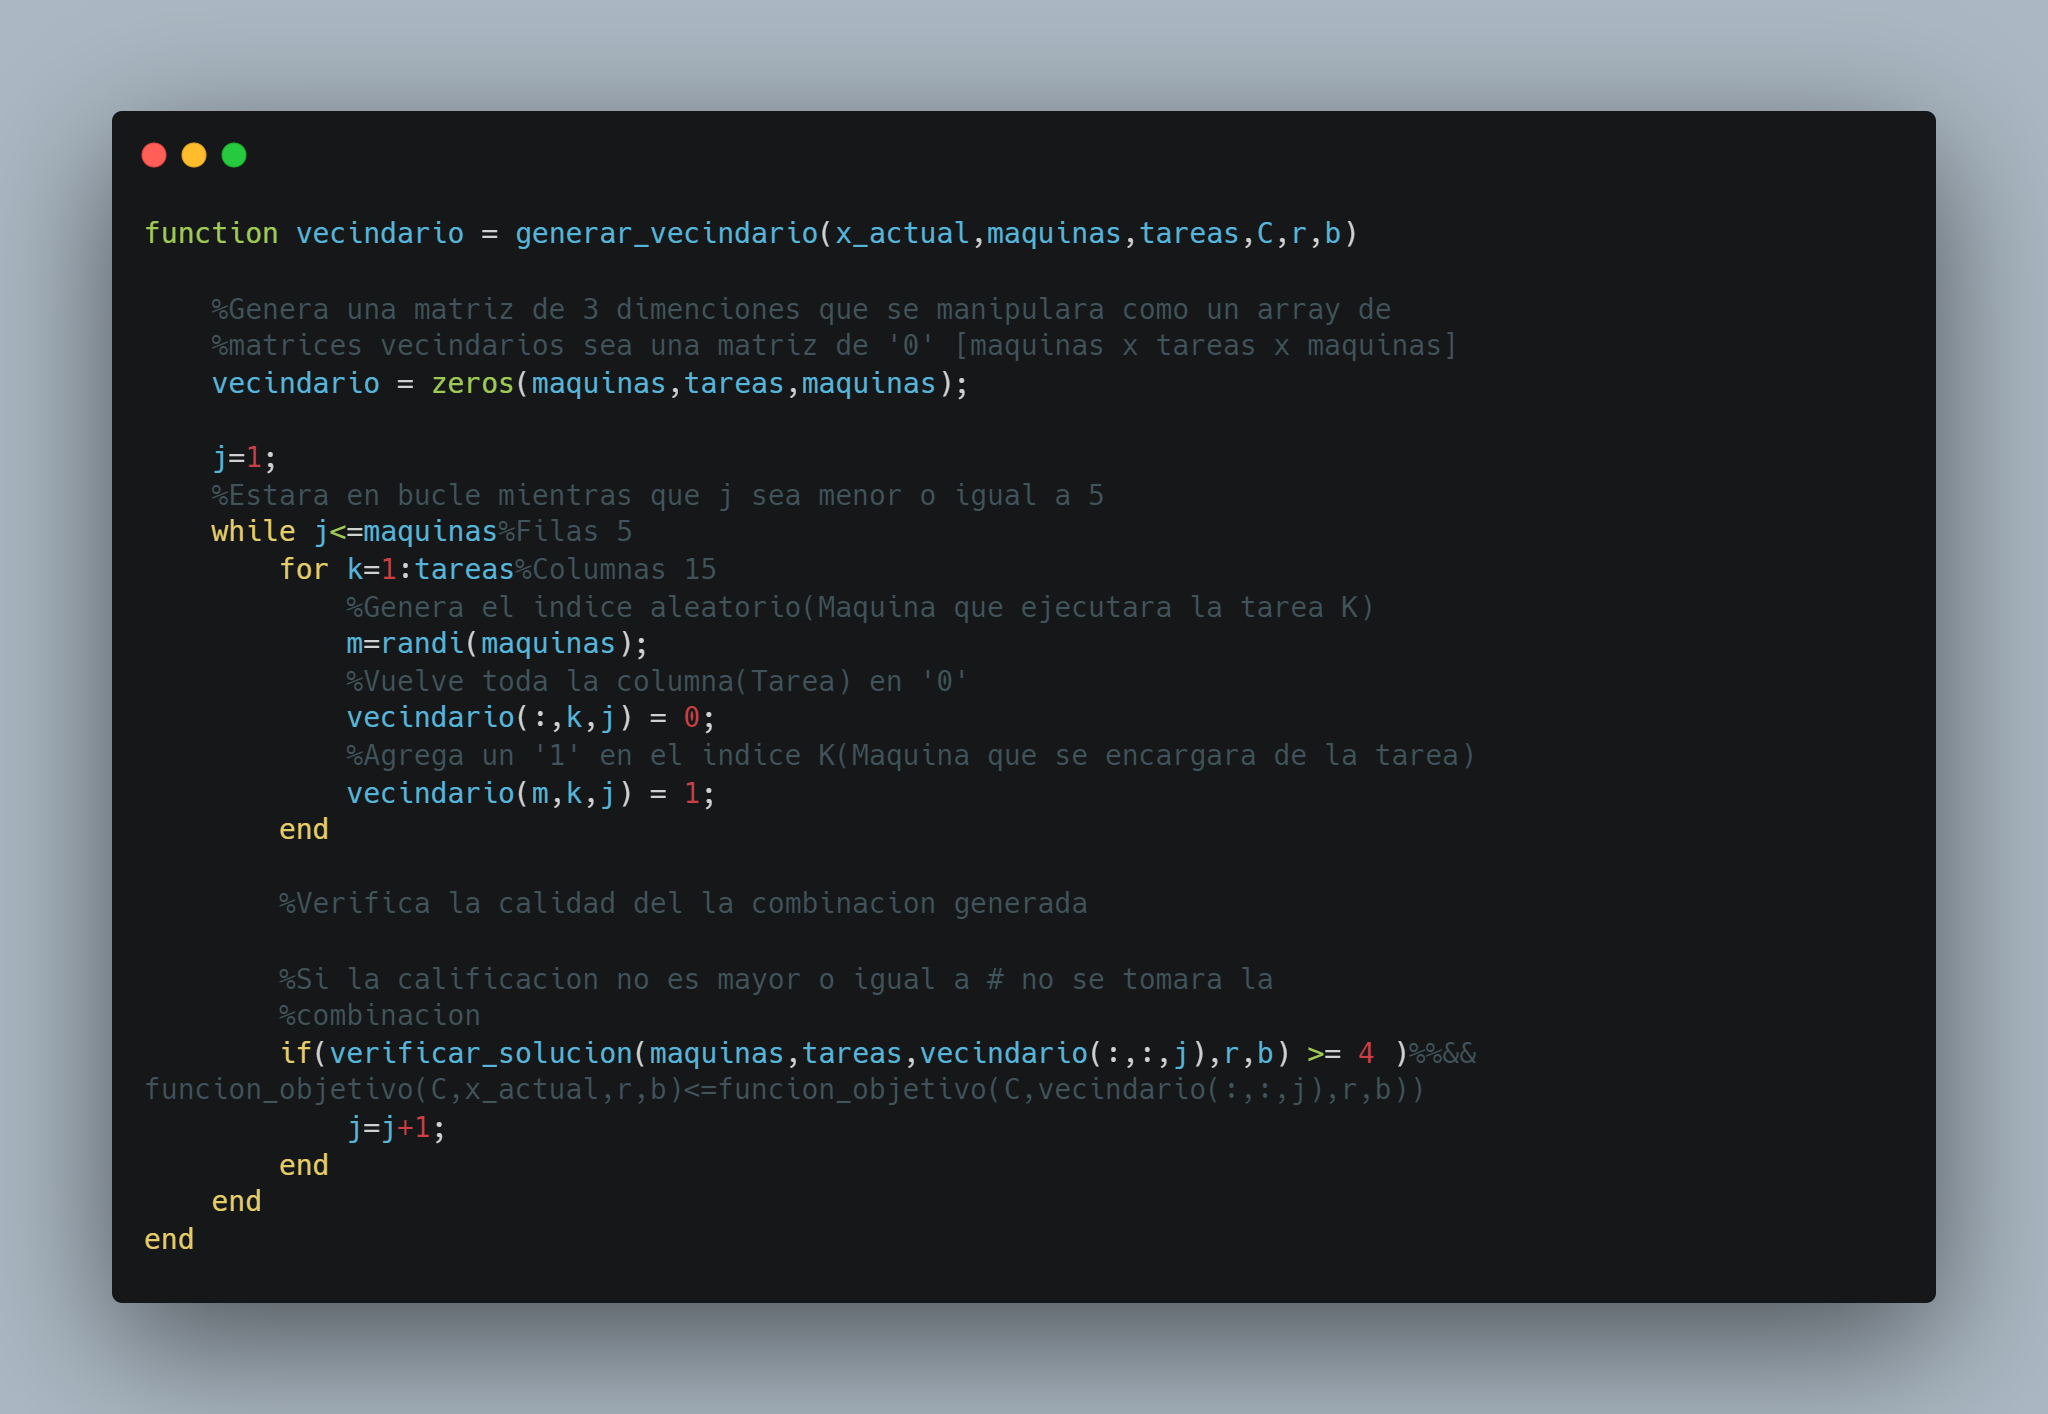 function vecindario = generar_vecindario(x_actual,maquinas,tareas,C,r,b)
%Genera una matriz de 3 dimenciones que se manipulara como un array de
%matrices vecindarios sea una matriz de '0' [maquinas x tareas x maquinas]
vecindario = zeros(maquinas,tareas,maquinas);
j=1;
%Estara en bucle mientras que j sea menor o igual a 5
while j<=maquinas%Filas 5
for k=1:tareas%Columnas 15
%Genera el indice aleatorio(Maquina que ejecutara la tarea K)
m=randi(maquinas);
%Vuelve toda la columna(Tarea) en '0'
vecindario(:,k,j) = 0;
%Agrega un '1' en el indice K(Maquina que se encargara de la tarea)
vecindario(m,k,j) = 1;
end
%Verifica la calidad del la combinacion generada
%Si la calificacion no es mayor o igual a # no se tomara la
%combinacion
if(verificar_solucion(maquinas,tareas,vecindario(:,:,j),r,b) >= 4 )%%&&
funcion_objetivo(C,x_actual,r,b)<=funcion_objetivo(C,vecindario(:,:,j),r,b))
j=j+1;
end
end
end